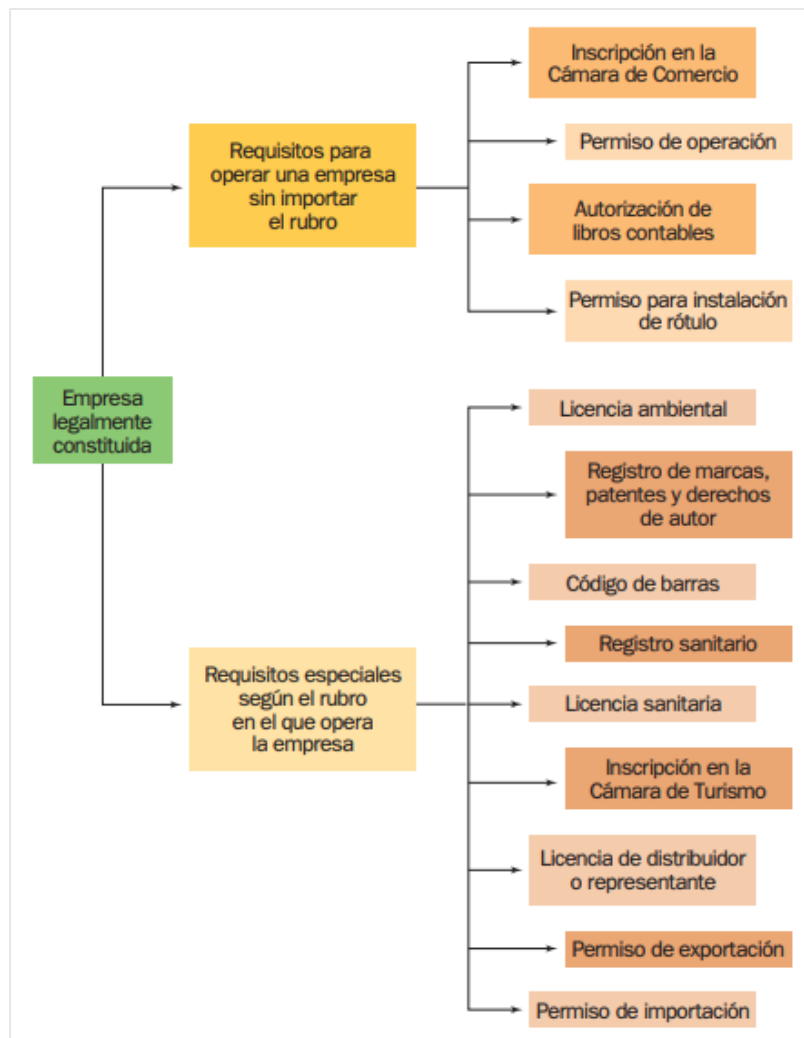 Inscripción en la
Cámara de Comercio
Requisitos para
operar una empresa
sin importar
el rubro
Permiso de operación
Autorización de
libros contables
Permiso para instalación
de rótulo
Empresa
legalmente
constituida
Licencia ambiental
Registro de marcas,
patentes y derechos
de autor
Código de barras
Registro sanitario
Requisitos especiales
según el rubro
en el que opera
la empresa
Licencia sanitaria
Inscripción en la
Cámara de Turismo
Licencia de distribuidor
o representante
Permiso de exportación
Permiso de importación